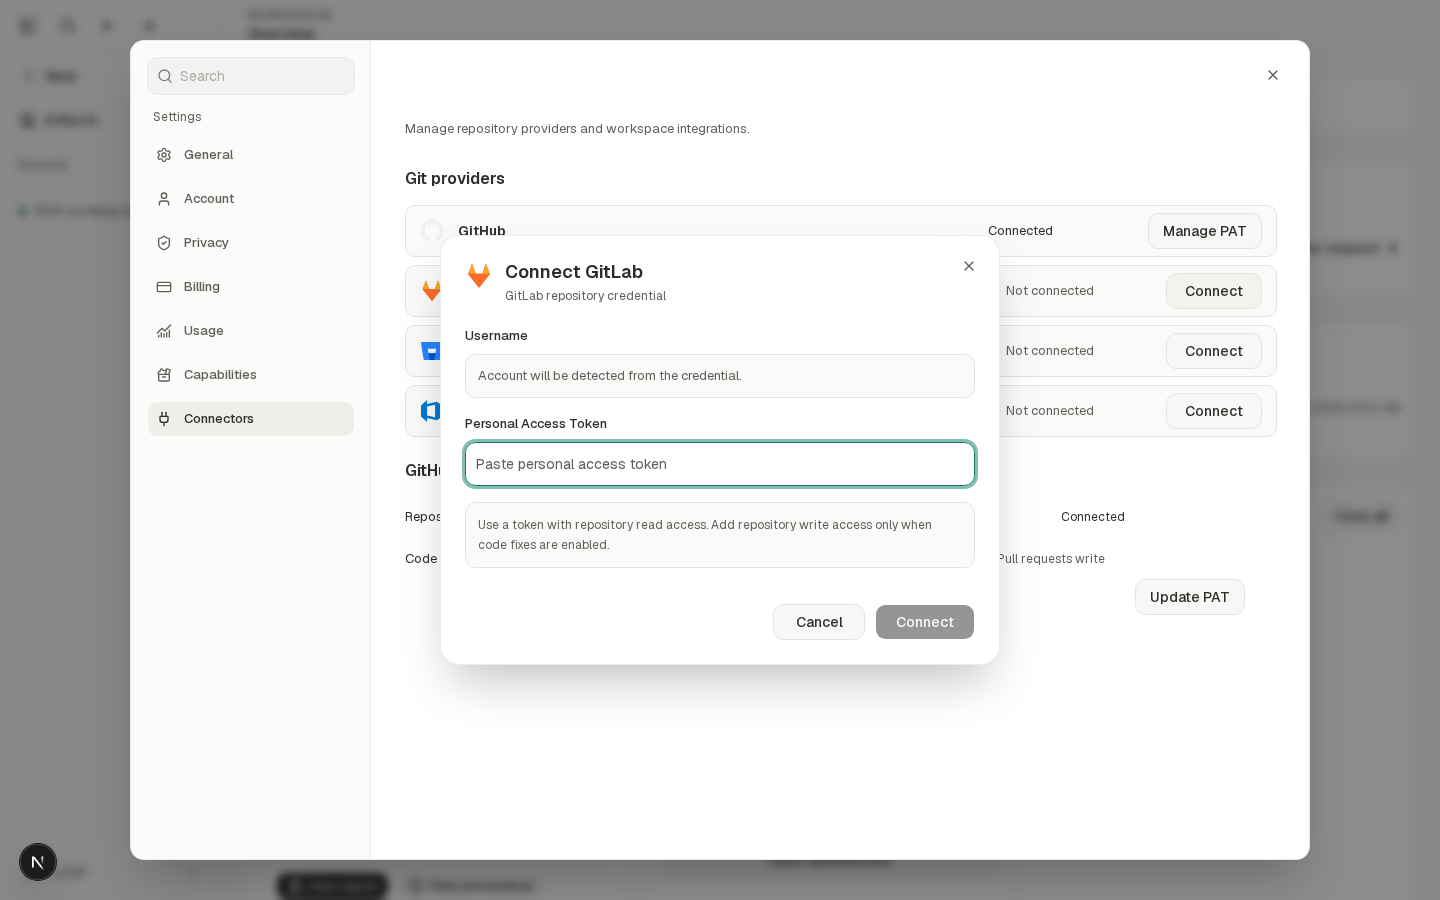 Search
Settings
General
Account
Privacy
Billing
Usage
Capabilities
Connectors
Manage repository providers and workspace integrations.
Git providers
GitHub
Connected
Manage PAT
Not connected
Connect
Not connected
Connect
Not connected
Connect
Connected
Code
Pull requests write
Update PAT
Connect GitLab
GitLab repository credential
Username
Account will be detected from the credential.
Personal Access Token
Paste personal access token
Use a token with repository read access. Add repository write access only when
code fixes are enabled.
Cancel
Connect